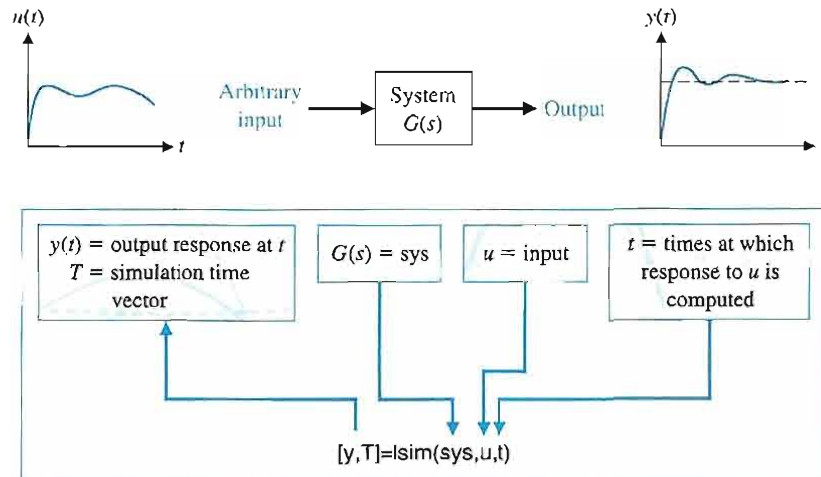 u(t)
y(t)
Arbitrary
input
System
G(s)
Output
t
y(t) = output response at t
T = simulation time
vector
G(s) = sys
u = input
t = times at which
response to u is
computed
[y,T]=lsim(sys,u,t)